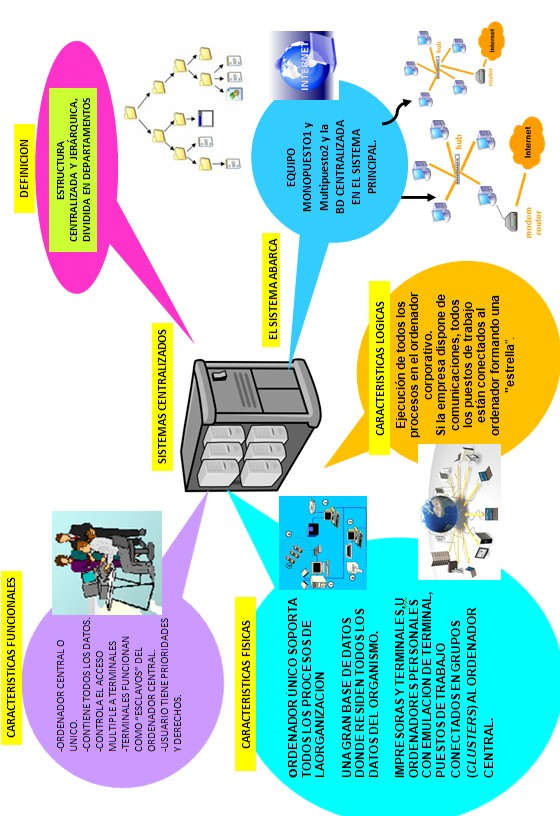 CARACTERISTICAS FUNCIONALES
-ORDENADOR CENTRAL O
UNICO.
-CONTIENE TODOS LOS DATOS.
-CONTROLA EL ACCESO
MULTIPLE A TERMINALES
-TERMINALES FUNCIONAN
COMO "ESCLAVOS" DEL
ORDENADOR CENTRAL.
-USUARIO TIENE PRIORIDADES
Y DERECHOS.
SISTEMAS CENTRALIZADOS
DEFINICION
ESTRUCTURA
CENTRALIZADA Y JERÁRQUICA,
DIVIDIDA EN DEPARTAMENTOS
CARACTERISTICAS FISICAS
ORDENADOR UNICO SOPORTA
TODOS LOS PROCESOS DE
LAORGANIZACION
UNA GRAN BASE DE DATOS
DONDE RESIDEN TODOS LOS
DATOS DEL ORGANISMO.
IMPRESORAS Y TERMINALES,U
ORDENADORES PERSONALES
CON EMULACION DE TERMINAL,
PUESTOS DE TRABAJO
CONECTADOS EN GRUPOS
(CLUSTERS) AL ORDENADOR
CENTRAL.
CARACTERISTICAS LOGICAS
Ejecución de todos los
procesos en el ordenador
corporativo.
Si la empresa dispone de
comunicaciones, todos
los puestos de trabajo
están conectados al
ordenador formando una
"estrella".
EL SISTEMA ABARCA
EQUIPO
MONOPUESTO1 y
Multipuesto2 y la
BD CENTRALIZADA
EN EL SISTEMA
PRINCIPAL.
INTERNET
hub
Internet
modem
router
hub
Internet
router